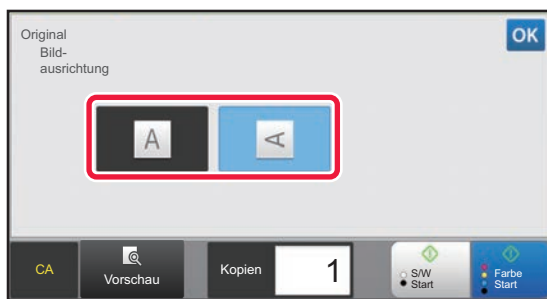 Original
Bild-
ausrichtung
OK
A
A
CA
Vorschau
Kopien
1
S/W
Start
Farbe
Start